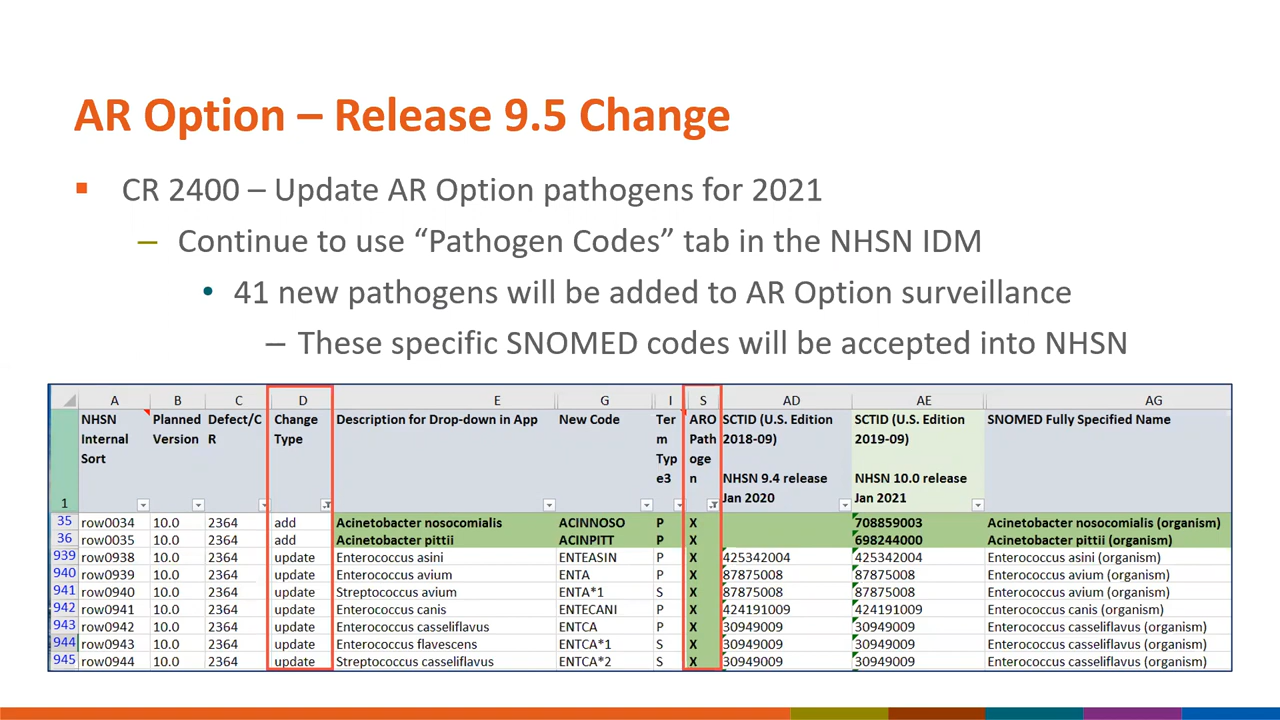 AR Option – Release 9.5 Change
▪ CR 2400 – Update AR Option pathogens for 2021
– Continue to use “Pathogen Codes” tab in the NHSN IDM
• 41 new pathogens will be added to AR Option surveillance
– These specific SNOMED codes will be accepted into NHSN
A B C D E G I S AD AE AG
NHSN Planned Defect/C Change Description for Drop-down in App New Code Ter ARO SCTID (U.S. Edition SCTID (U.S. Edition SNOMED Fully Specified Name
Internal Version R Type m Path 2018-09) 2019-09)
Sort Typ oge
e3 n NHSN 9.4 release NHSN 10.0 release
1 Jan 2020 Jan 2021
35 row0034 10.0 2364 add Acinetobacter nosocomialis ACINNOSO P X 708859003 Acinetobacter nosocomialis (organism)
36 row0035 10.0 2364 add Acinetobacter pittii ACINPITT P X 698244000 Acinetobacter pittii (organism)
939 row0938 10.0 2364 update Enterococcus asini ENTEASIN P X 425342004 425342004 Enterococcus asini (organism)
940 row0939 10.0 2364 update Enterococcus avium ENTA P X 87875008 87875008 Enterococcus avium (organism)
941 row0940 10.0 2364 update Streptococcus avium ENTA*1 S X 87875008 87875008 Enterococcus avium (organism)
942 row0941 10.0 2364 update Enterococcus canis ENTECANI P X 424191009 424191009 Enterococcus canis (organism)
943 row0942 10.0 2364 update Enterococcus casseliflavus ENTCA P X 30949009 30949009 Enterococcus casseliflavus (organism)
944 row0943 10.0 2364 update Enterococcus flavescens ENTCA*1 S X 30949009 30949009 Enterococcus casseliflavus (organism)
945 row0944 10.0 2364 update Streptococcus casseliflavus ENTCA*2 S X 30949009 30949009 Enterococcus casseliflavus (organism)